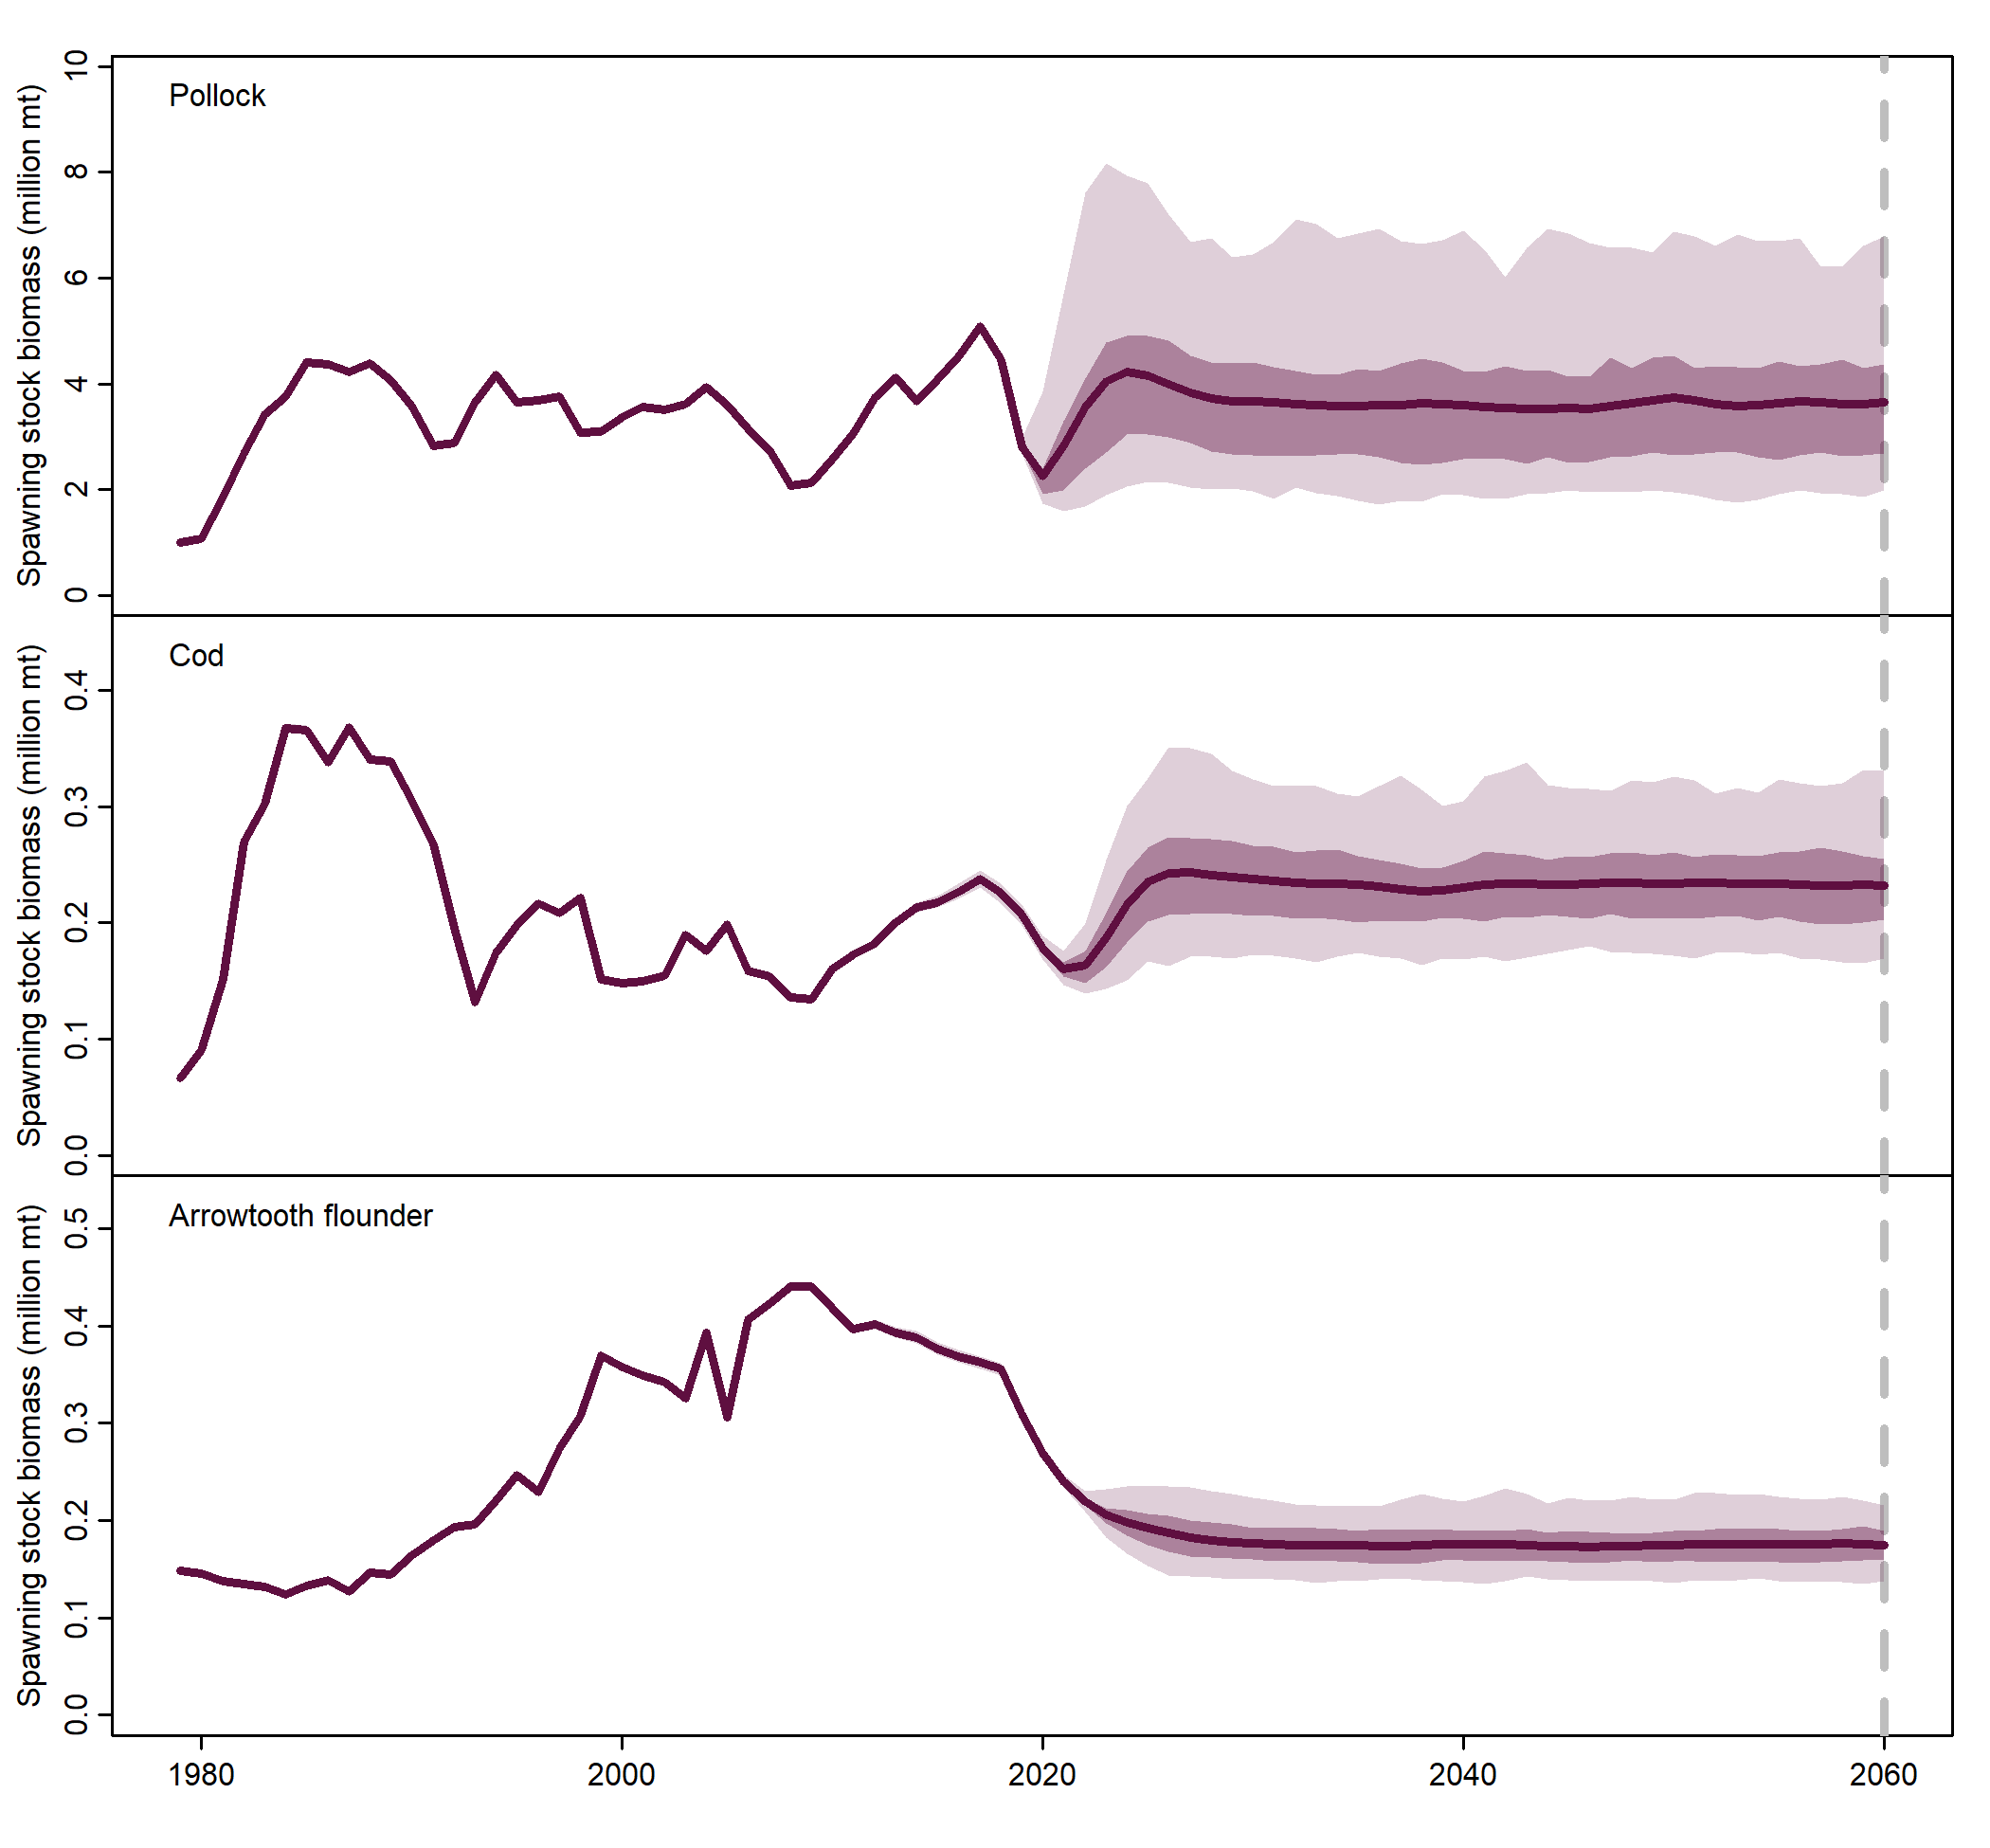 Pollock
Spawning stock biomass (million mt)
10
8
6
4
2
0
Cod
Spawning stock biomass (million mt)
0.4
0.3
0.2
0.1
0.0
Arrowtooth flounder
Spawning stock biomass (million mt)
0.5
0.4
0.3
0.2
0.1
0.0
1980 2000 2020 2040 2060